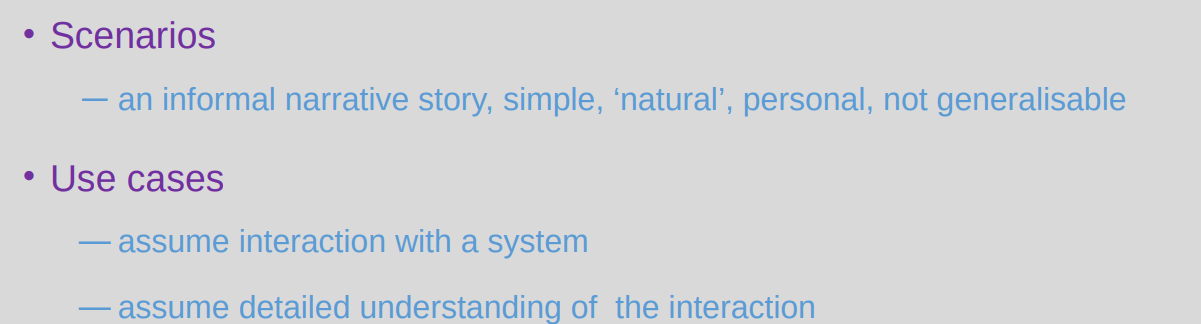 • Scenarios
— an informal narrative story, simple, ‘natural’, personal, not generalisable
• Use cases
— assume interaction with a system
— assume detailed understanding of  the interaction